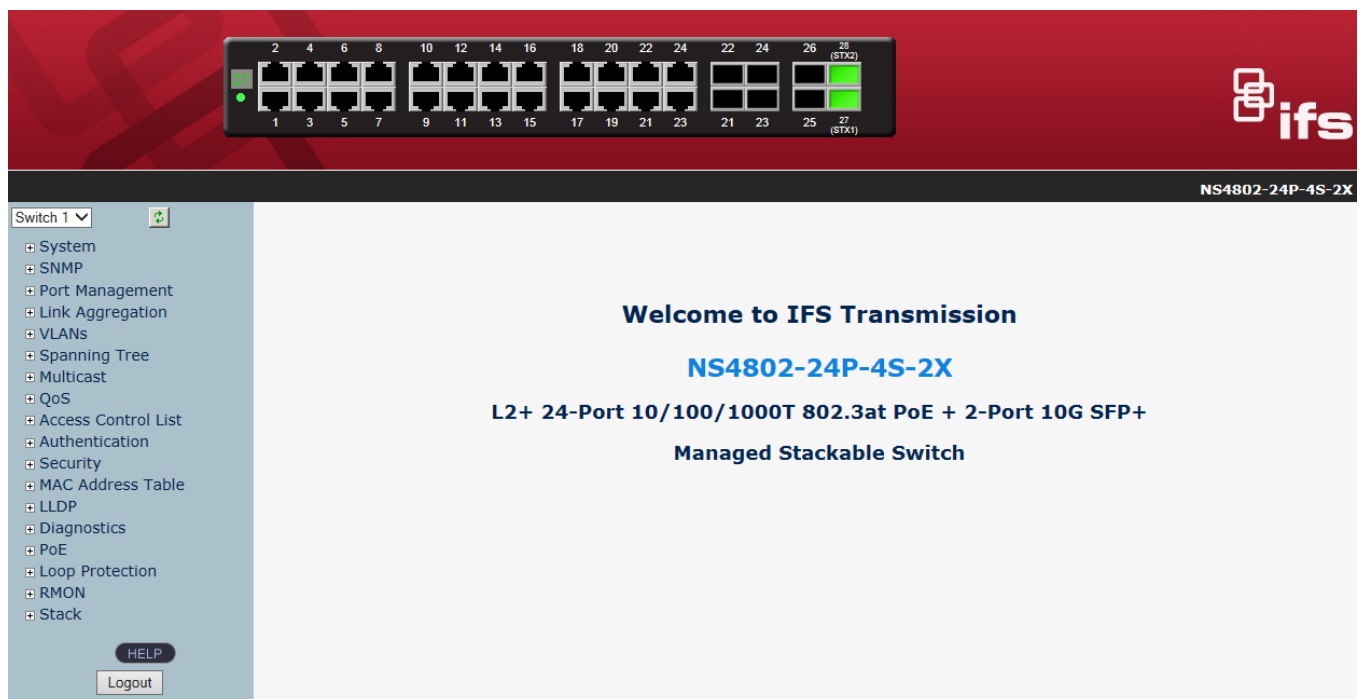 2 4 6 8 10 12 14 16 18 20 22 24 22 24 26 28
(STX2)
1 3 5 7 9 11 13 15 17 19 21 23 21 23 25 27
(STX1)
ifs
NS4802-24P-4S-2X
Switch 1
System
SNMP
Port Management
Link Aggregation
VLANs
Spanning Tree
Multicast
QoS
Access Control List
Authentication
Security
MAC Address Table
LLDP
Diagnostics
PoE
Loop Protection
RMON
Stack
HELP
Logout
Welcome to IFS Transmission
NS4802-24P-4S-2X
L2+ 24-Port 10/100/1000T 802.3at PoE + 2-Port 10G SFP+
Managed Stackable Switch